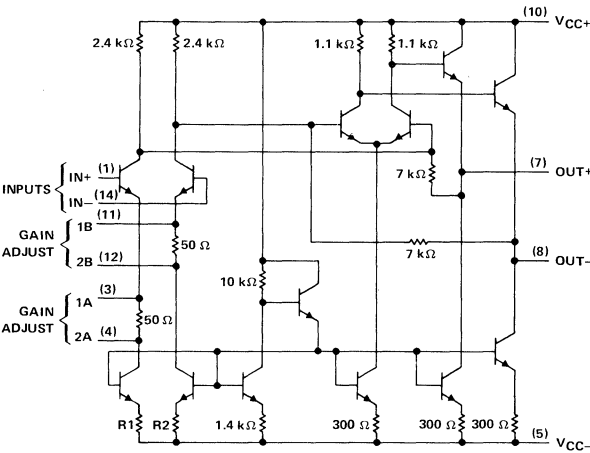 (10) VCC+
2.4 kΩ 2.4 kΩ 1.1 kΩ 1.1 kΩ
INPUTS
IN+ (1)
IN− (14)
7 kΩ
(7) OUT+
GAIN ADJUST
1B (11)
2B (12)
50 Ω
7 kΩ
(8) OUT−
10 kΩ
GAIN ADJUST
1A (3)
2A (4)
50 Ω
R1 R2 1.4 kΩ 300 Ω 300 Ω 300 Ω
(5) VCC−